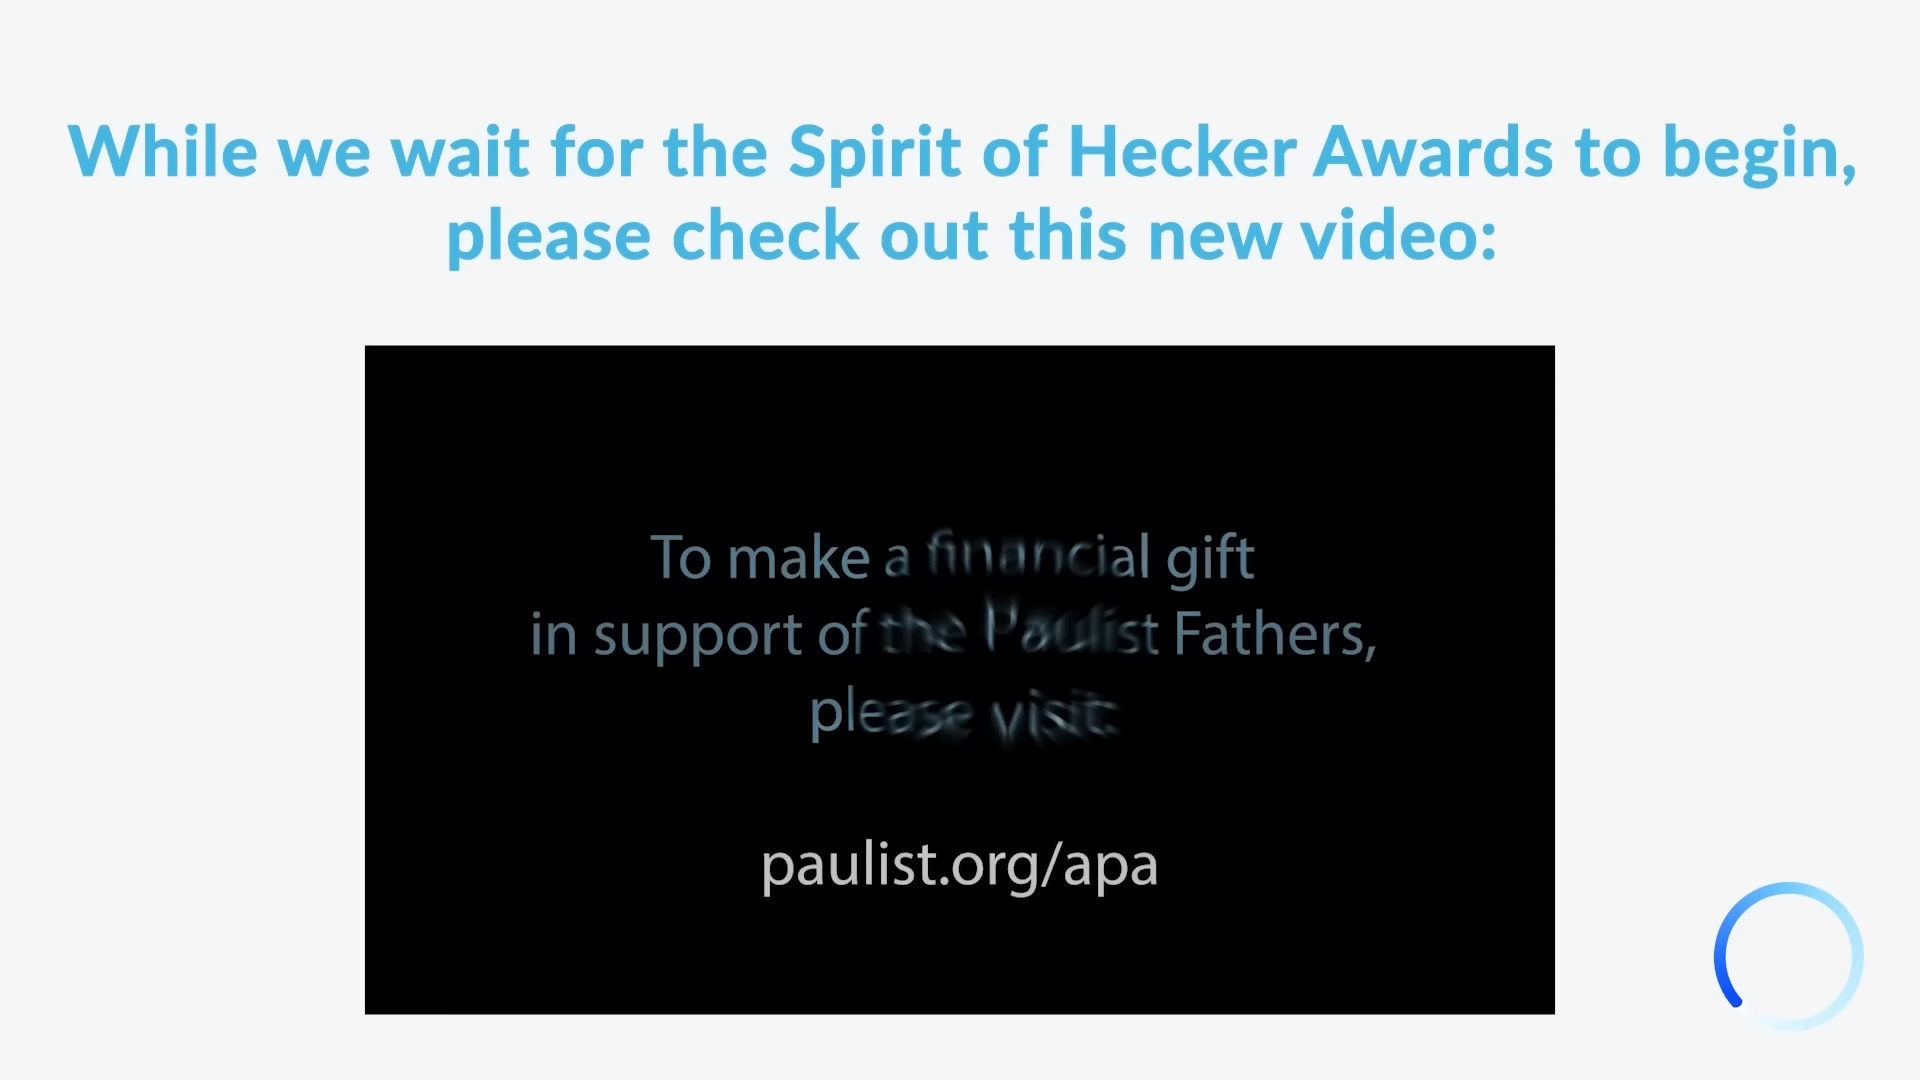 While we wait for the Spirit of Hecker Awards to begin,
please check out this new video:
To make a financial gift
in support of the Paulist Fathers,
please visit:
paulist.org/apa